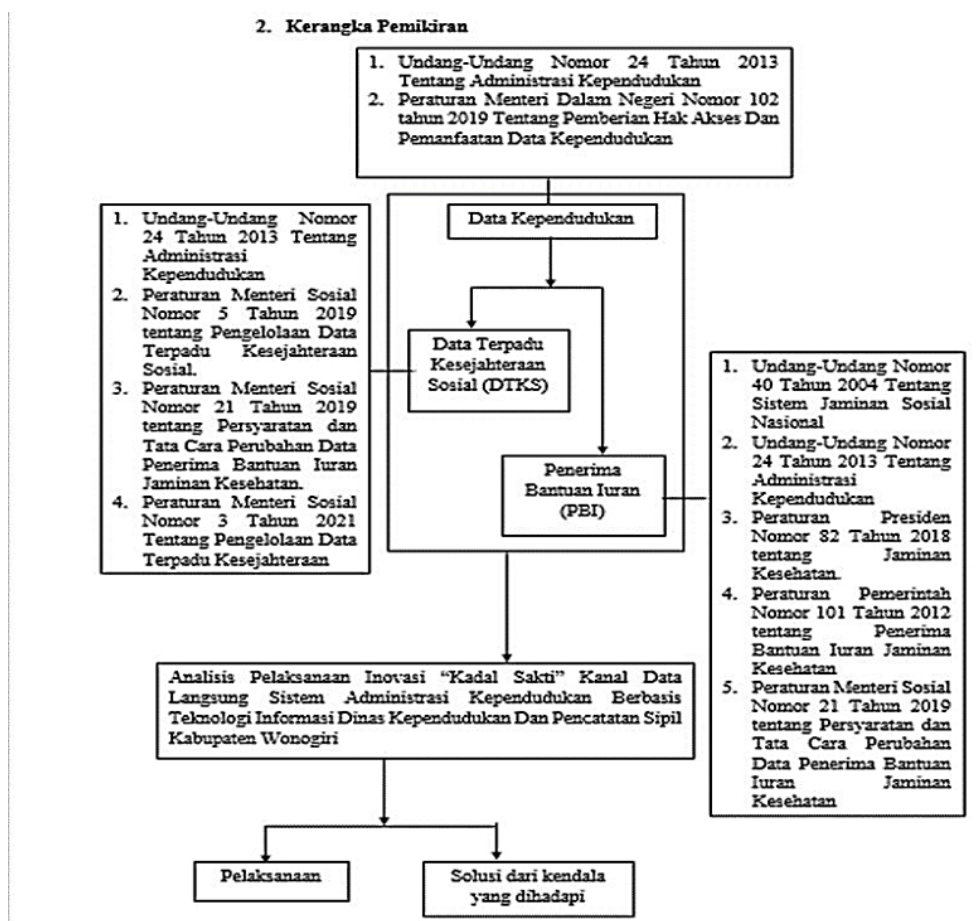 2. Kerangka Pemikiran
1. Undang-Undang Nomor 24 Tahun 2013
Tentang Administrasi Kependudukan
2. Peraturan Menteri Dalam Negeri Nomor 102
tahun 2019 Tentang Pemberian Hak Akses Dan
Pemanfaatan Data Kependudukan
Data Kependudukan
1. Undang-Undang Nomor
24 Tahun 2013 Tentang
Administrasi
Kependudukan
2. Peraturan Menteri Sosial
Nomor 5 Tahun 2019
tentang Pengelolaan Data
Terpadu Kesejahteraan
Sosial.
3. Peraturan Menteri Sosial
Nomor 21 Tahun 2019
tentang Persyaratan dan
Tata Cara Perubahan Data
Penerima Bantuan Iuran
Jaminan Kesehatan.
4. Peraturan Menteri Sosial
Nomor 3 Tahun 2021
Tentang Pengelolaan Data
Terpadu Kesejahteraan
Data Terpadu
Kesejahteraan
Sosial (DTKS)
Penerima
Bantuan Iuran
(PBI)
1. Undang-Undang Nomor
40 Tahun 2004 Tentang
Sistem Jaminan Sosial
Nasional
2. Undang-Undang Nomor
24 Tahun 2013 Tentang
Administrasi
Kependudukan
3. Peraturan Presiden
Nomor 82 Tahun 2018
tentang Jaminan
Kesehatan.
4. Peraturan Pemerintah
Nomor 101 Tahun 2012
tentang Penerima
Bantuan Iuran Jaminan
Kesehatan
5. Peraturan Menteri Sosial
Nomor 21 Tahun 2019
tentang Persyaratan dan
Tata Cara Perubahan
Data Penerima Bantuan
Iuran Jaminan
Kesehatan
Analisis Pelaksanaan Inovasi “Kadal Sakti” Kanal Data
Langsung Sistem Administrasi Kependudukan Berbasis
Teknologi Informasi Dinas Kependudukan Dan Pencatatan Sipil
Kabupaten Wonogiri
Pelaksanaan
Solusi dari kendala
yang dihadapi